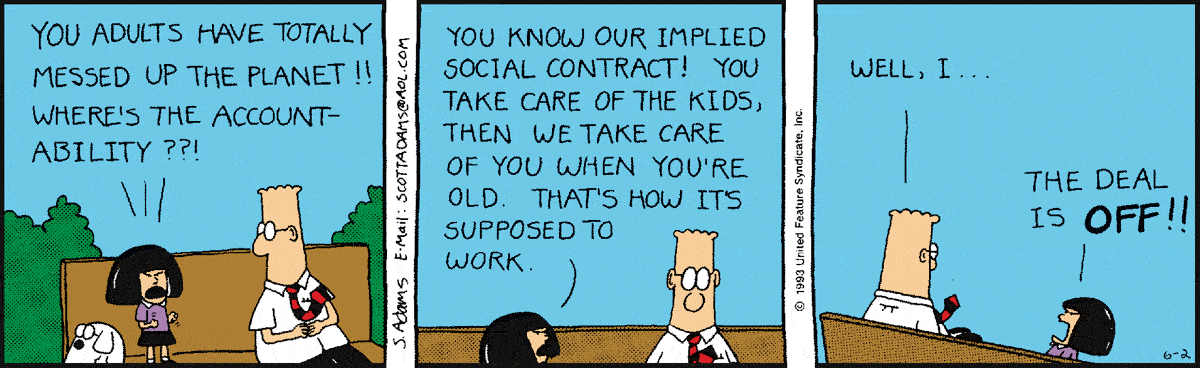 YOU ADULTS HAVE TOTALLY
MESSED UP THE PLANET!!
WHERE'S THE ACCOUNT-
ABILITY??!
S.Adams E-Mail: SCOTTADAMS@AOL.COM
YOU KNOW OUR IMPLIED
SOCIAL CONTRACT! YOU
TAKE CARE OF THE KIDS,
THEN WE TAKE CARE
OF YOU WHEN YOU'RE
OLD. THAT'S HOW IT'S
SUPPOSED TO
WORK.
© 1993 United Feature Syndicate, Inc.
WELL, I...
THE DEAL
IS OFF!!
6-2